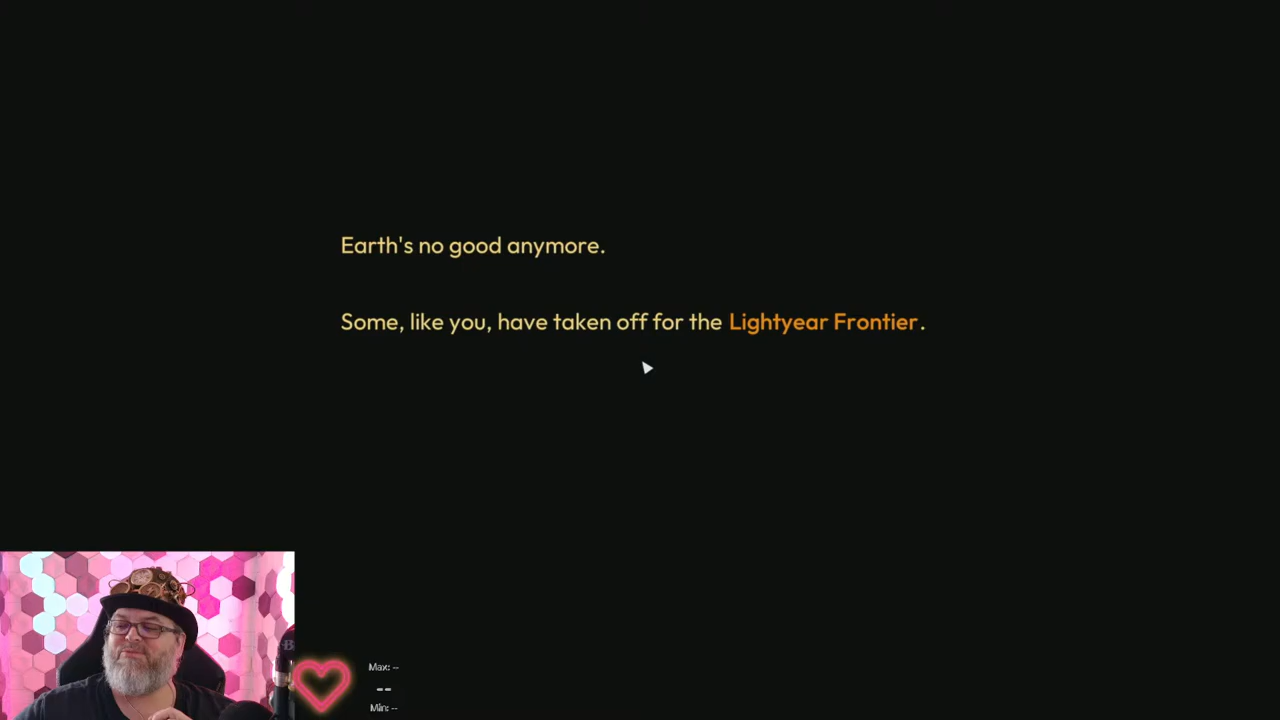 Earth's no good anymore.
Some, like you, have taken off for the Lightyear Frontier.
Max: --
--
Min: --